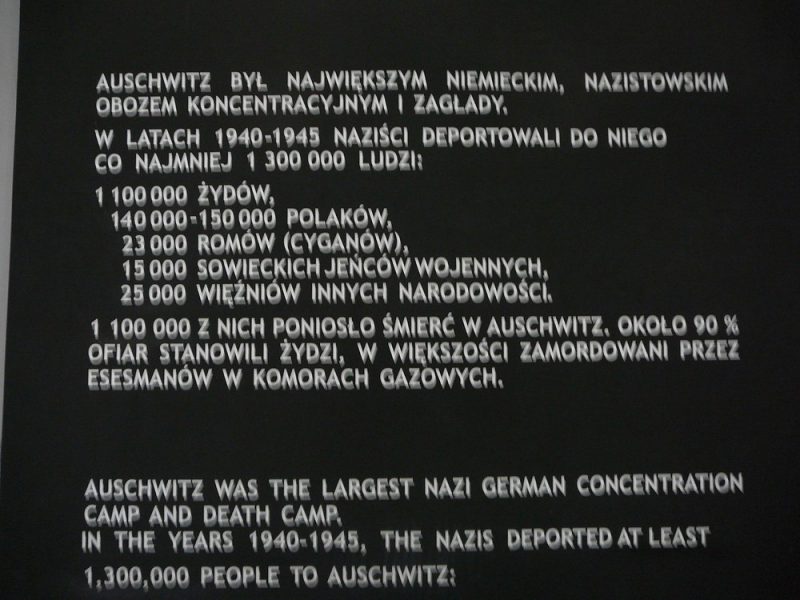 AUSCHWITZ BYŁ NAJWIĘKSZYM NIEMIECKIM, NAZISTOWSKIM
OBOZEM KONCENTRACYJNYM I ZAGŁADY.
W LATACH 1940-1945 NAZIŚCI DEPORTOWALI DO NIEGO
CO NAJMNIEJ 1 300 000 LUDZI:
1 100 000 ŻYDÓW,
140 000-150 000 POLAKÓW,
23 000 ROMÓW (CYGANÓW),
15 000 SOWIECKICH JEŃCÓW WOJENNYCH,
25 000 WIĘŹNIÓW INNYCH NARODOWOŚCI.
1 100 000 Z NICH PONIOSŁO ŚMIERĆ W AUSCHWITZ. OKOŁO 90 %
OFIAR STANOWILI ŻYDZI, W WIĘKSZOŚCI ZAMORDOWANI PRZEZ
ESESMANÓW W KOMORACH GAZOWYCH.
AUSCHWITZ WAS THE LARGEST NAZI GERMAN CONCENTRATION
CAMP AND DEATH CAMP.
IN THE YEARS 1940-1945, THE NAZIS DEPORTED AT LEAST
1,300,000 PEOPLE TO AUSCHWITZ: